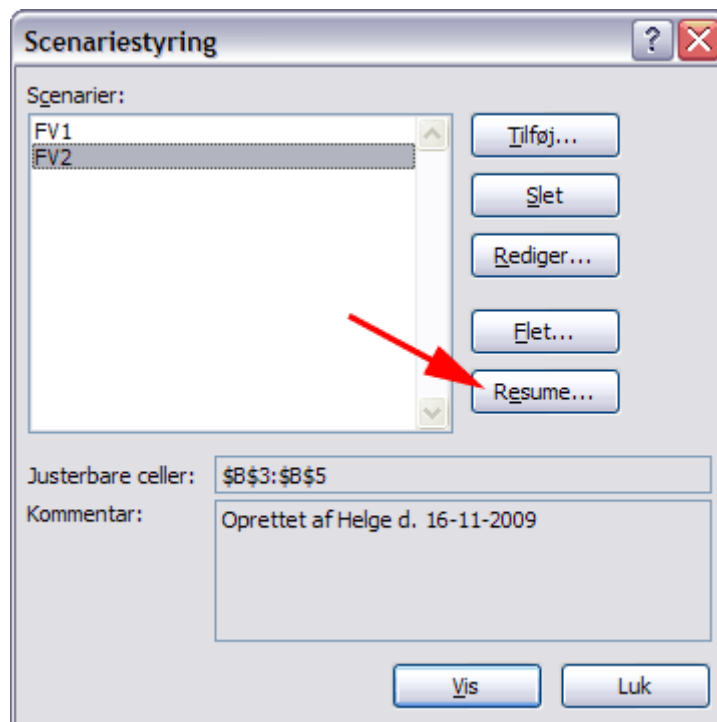 Scenariestyring
Scenarier:
FV1
FV2
Tilføj...
Slet
Rediger...
Flet...
Resume...
Justerbare celler: $B$3:$B$5
Kommentar: Oprettet af Helge d. 16-11-2009
Vis Luk